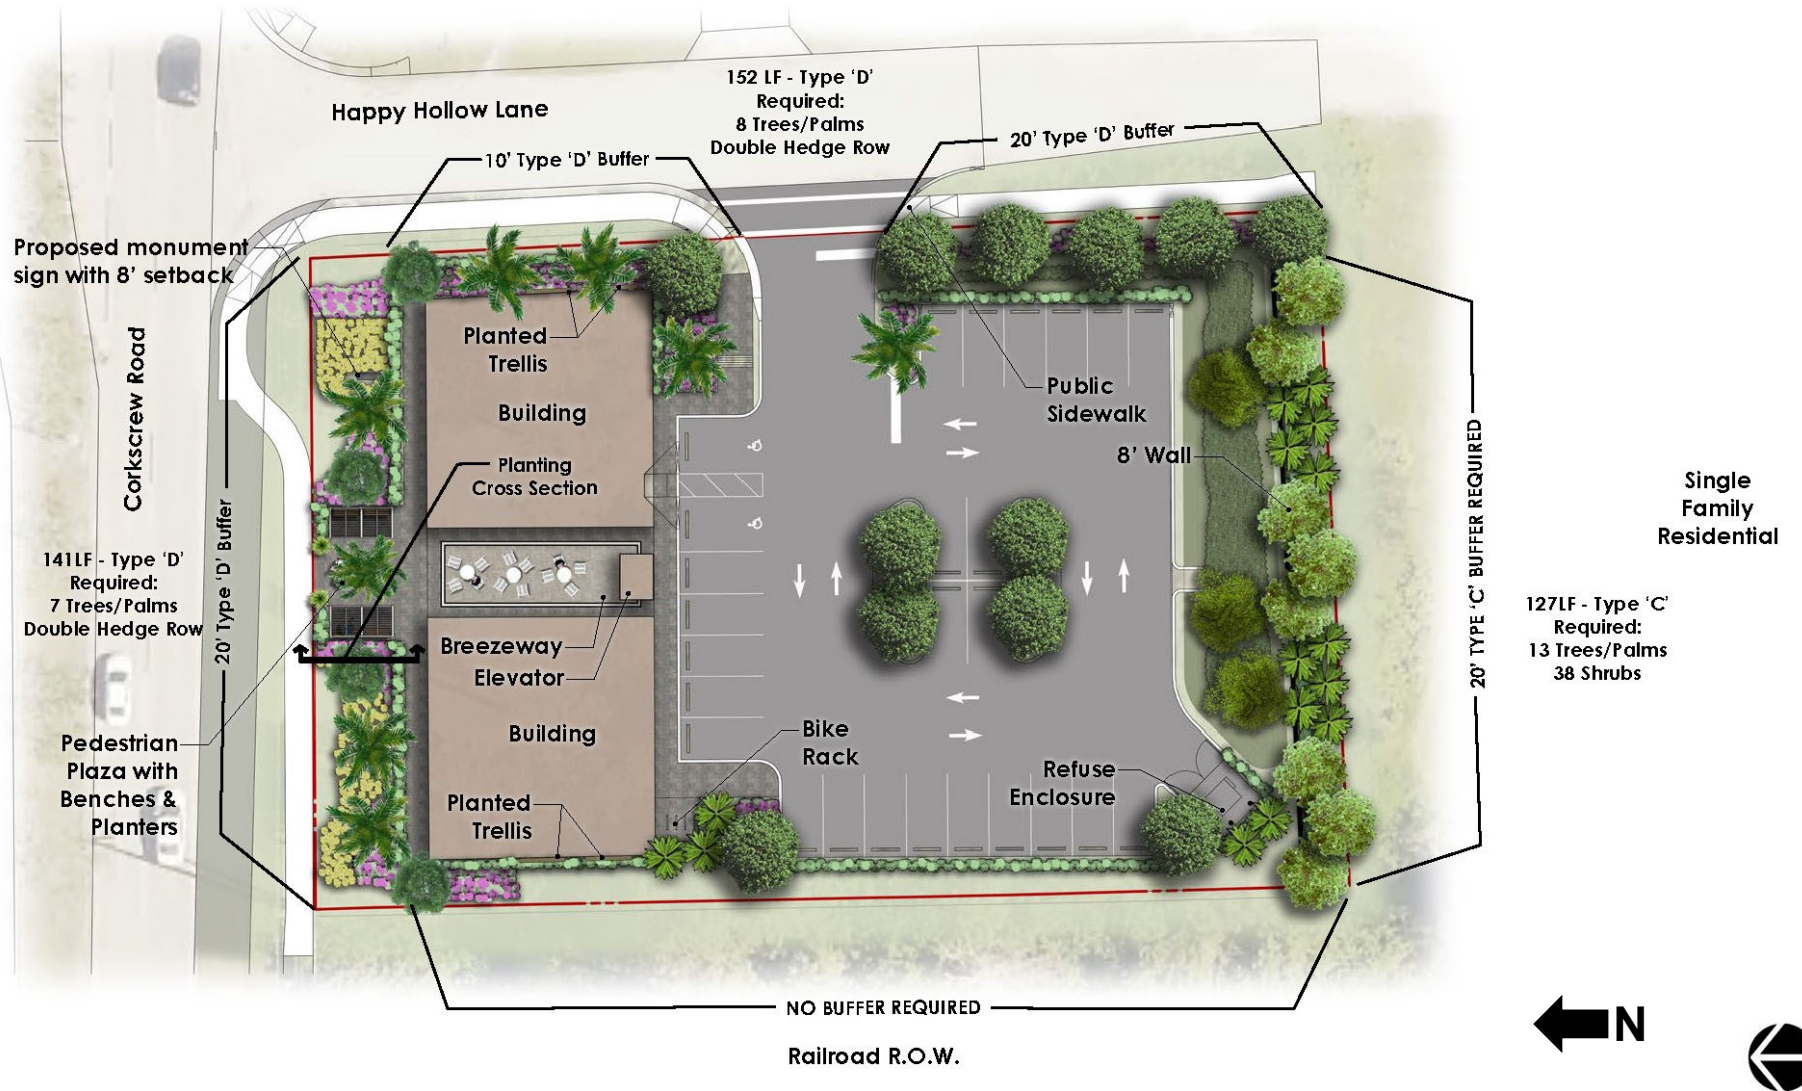 152 LF - Type ‘D’
Required:
8 Trees/Palms
Double Hedge Row
Happy Hollow Lane
10’ Type ‘D’ Buffer
20’ Type ‘D’ Buffer
Proposed monument
sign with 8’ setback
Planted
Trellis
Building
Public
Sidewalk
Corkscrew Road
Planting
Cross Section
8’ Wall
20’ TYPE ‘C’ BUFFER REQUIRED
Single
Family
Residential
20’ Type ‘D’ Buffer
141LF - Type ‘D’
Required:
7 Trees/Palms
Double Hedge Row
127LF - Type ‘C’
Required:
13 Trees/Palms
38 Shrubs
Breezeway
Elevator
Building
Pedestrian
Plaza with
Benches &
Planters
Bike
Rack
Refuse
Enclosure
Planted
Trellis
NO BUFFER REQUIRED
N
Railroad R.O.W.